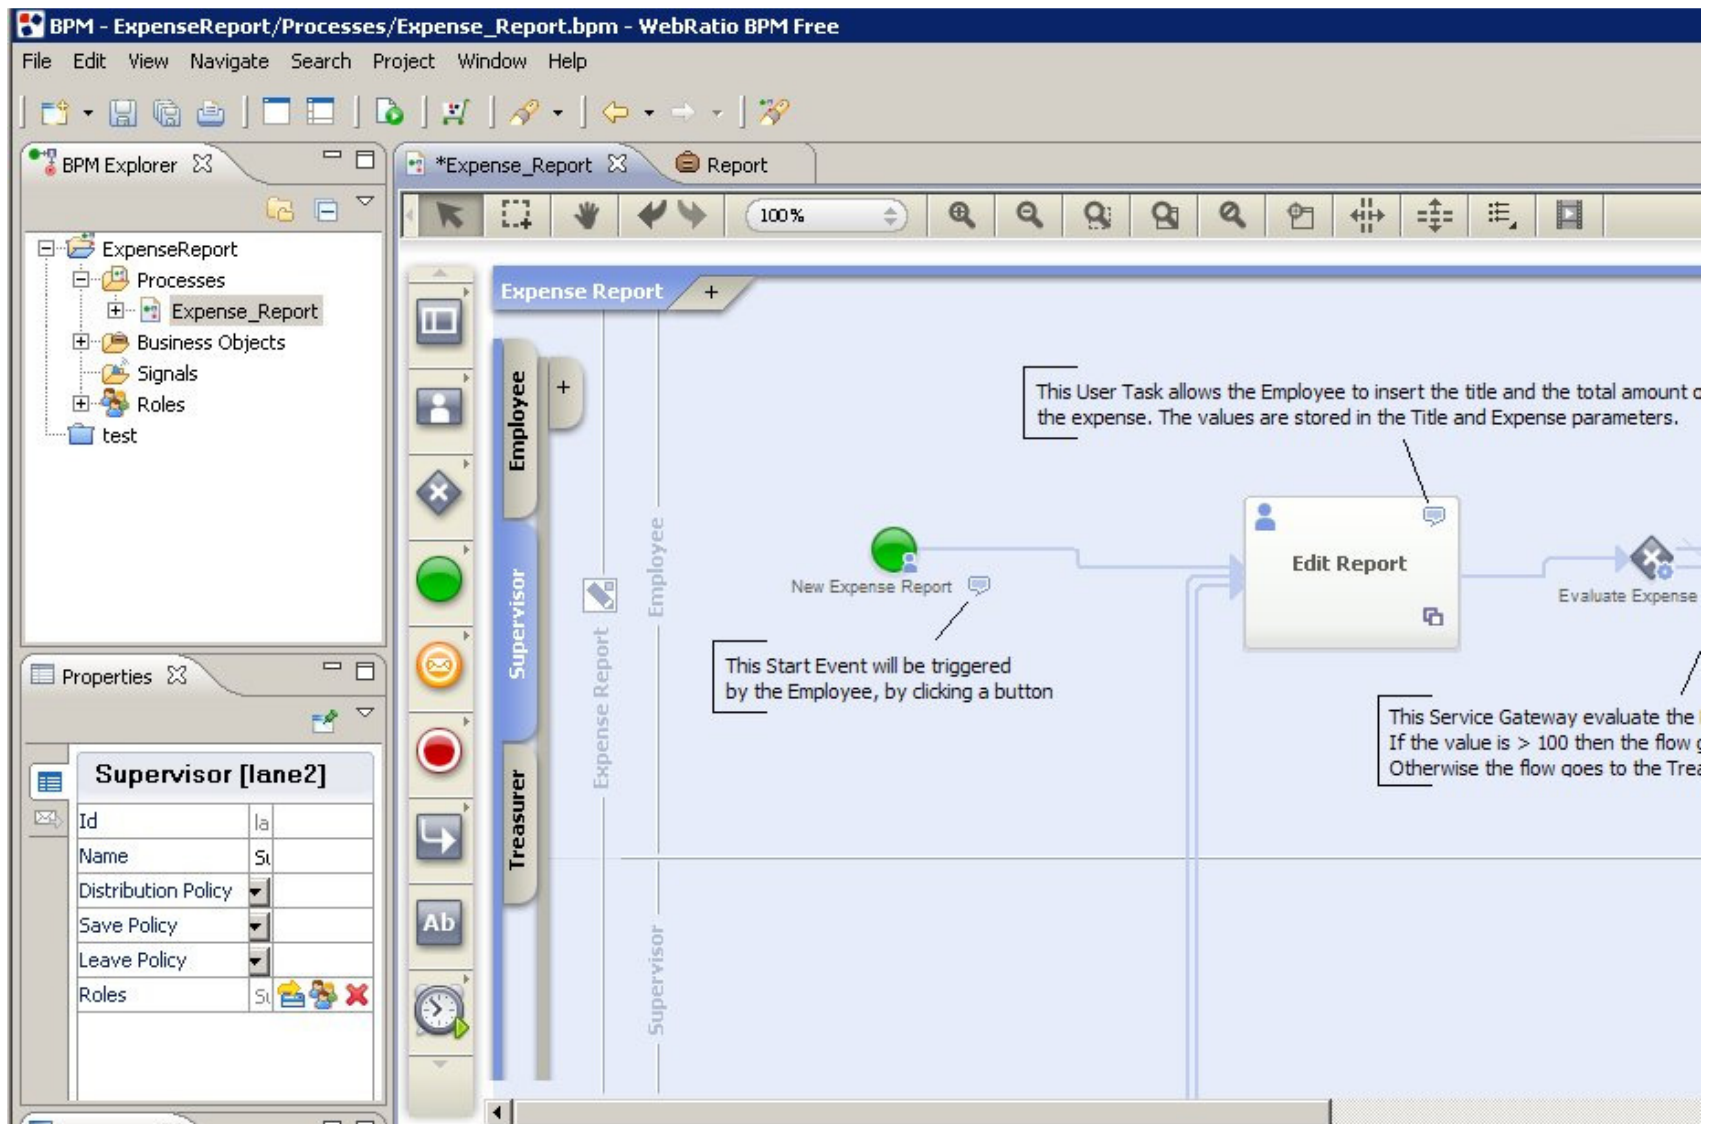 BPM - ExpenseReport/Processes/Expense_Report.bpm - WebRatio BPM Free
File Edit View Navigate Search Project Window Help
BPM Explorer
*Expense_Report
Report
100%
ExpenseReport
Processes
Expense_Report
Business Objects
Signals
Roles
test
Expense Report
+
Employee
+
Supervisor
Treasurer
Expense Report
Employee
Supervisor
This User Task allows the Employee to insert the title and the total amount
the expense. The values are stored in the Title and Expense parameters.
New Expense Report
Edit Report
Evaluate Expense
This Start Event will be triggered
by the Employee, by clicking a button
This Service Gateway evaluate the
If the value is > 100 then the flow
Otherwise the flow goes to the
Ab
Properties
Supervisor [lane2]
Id la
Name
Distribution Policy
Save Policy
Leave Policy
Roles